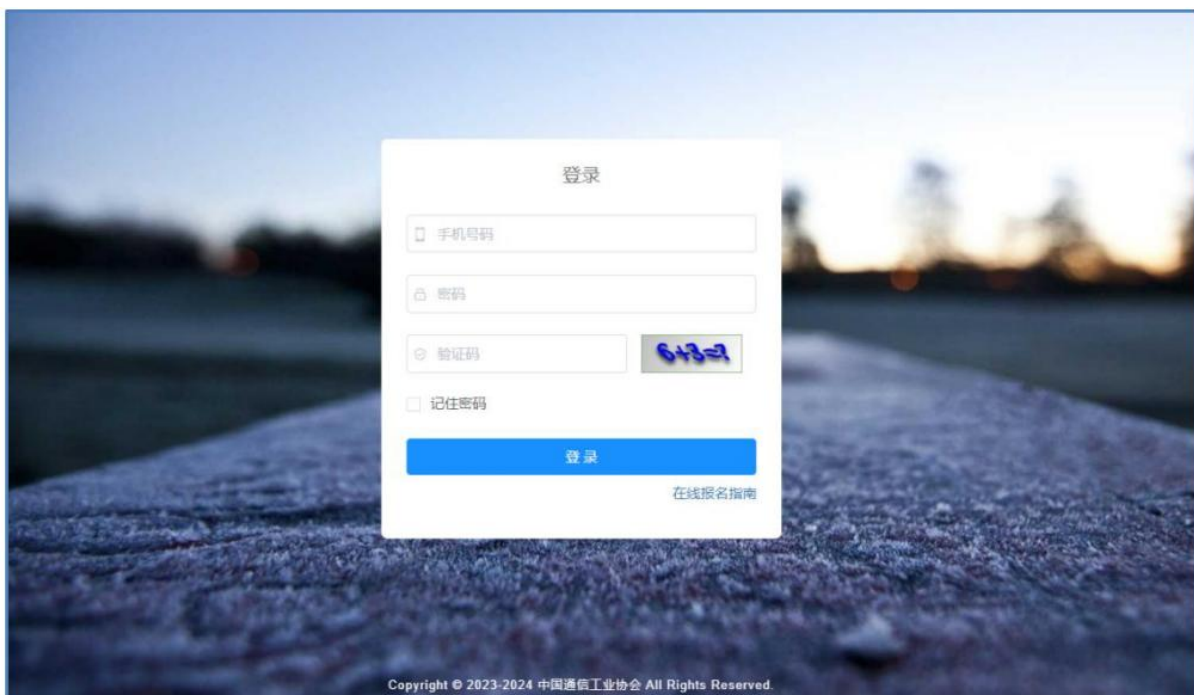 登录
手机号码
密码
验证码 6+3=?
记住密码
登 录
在线报名指南
Copyright © 2023-2024 中国通信工业协会 All Rights Reserved.